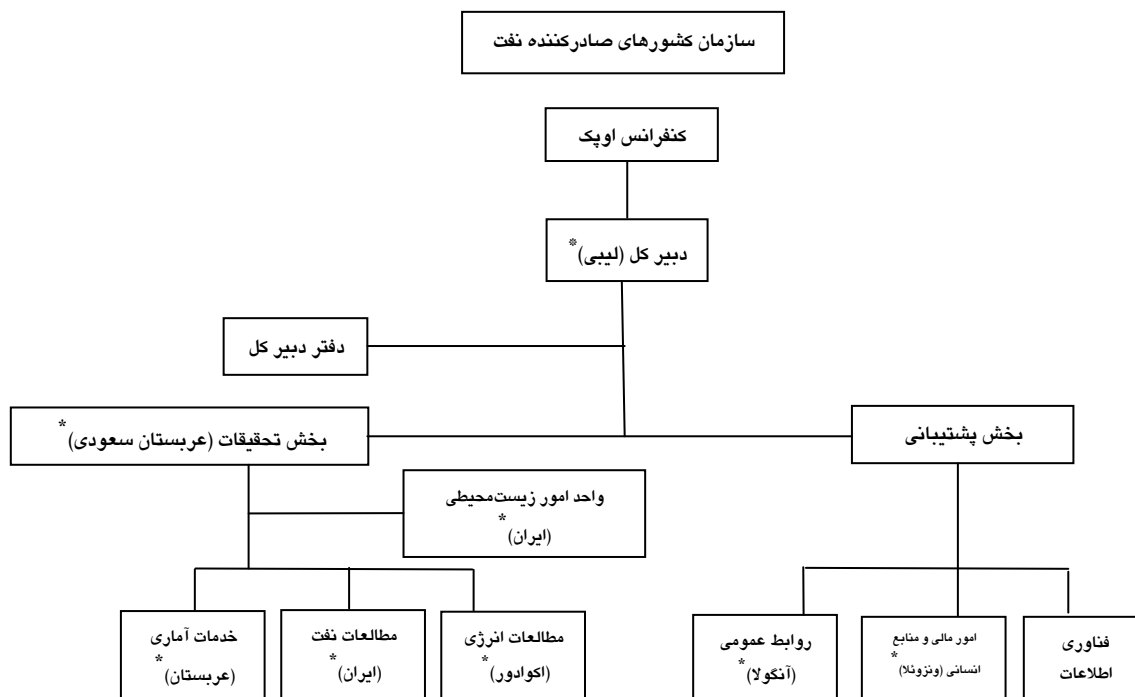 سازمان کشورهای صادرکننده نفت
کنفرانس اوپک
دبیر کل (لیبی)*
دفتر دبیر کل
بخش پشتیبانی
بخش تحقیقات (عربستان سعودی)*
واحد امور زیست‌محیطی
(ایران)*
فناوری
اطلاعات
امور مالی و منابع
انسانی (ونزوئلا)*
روابط عمومی
(آنگولا)*
مطالعات انرژی
(اکوادور)*
مطالعات نفت
(ایران)*
خدمات آماری
(عربستان)*